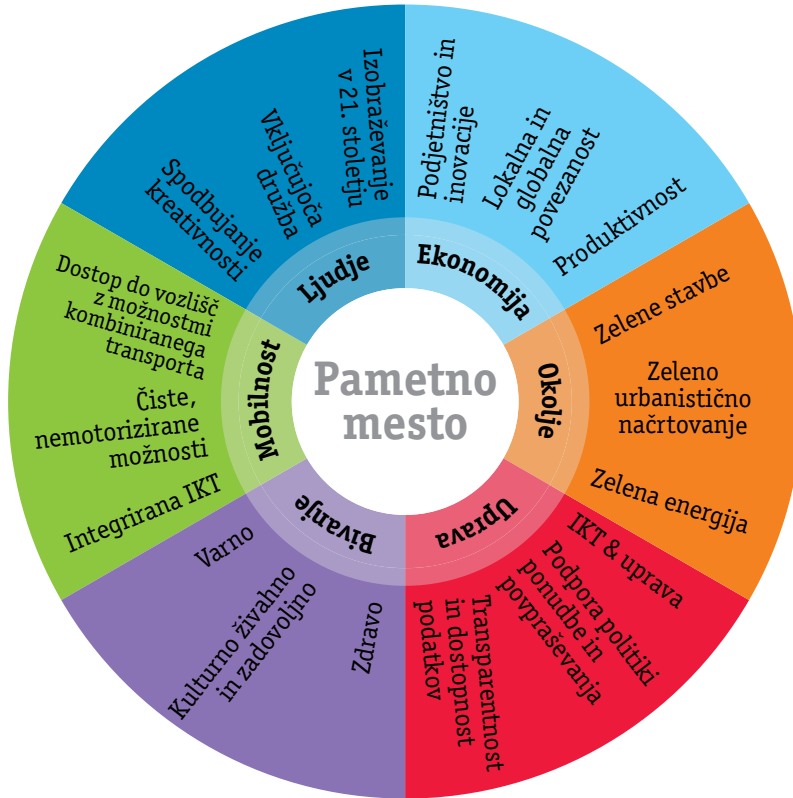 Pametno
mesto
Ekonomija
Podjetništvo in
inovacije
Lokalna in
globalna
povezanost
Produktivnost
Okolje
Zelene stavbe
Zeleno
urbanistično
načrtovanje
Zelena energija
Uprava
IKT & uprava
Podpora politiki
ponudbe in
povpraševanja
Transparentnost
in dostopnost
podatkov
Bivanje
Zdravo
Kulturno živahno
in zadovoljno
Varno
Mobilnost
Integrirana IKT
Čiste,
nemotorizirane
možnosti
Dostop do vozlišč
z možnostmi
kombiniranega
transporta
Ljudje
Spodbujanje
kreativnosti
Vključujoča
družba
Izobraževanje
v 21. stoletju